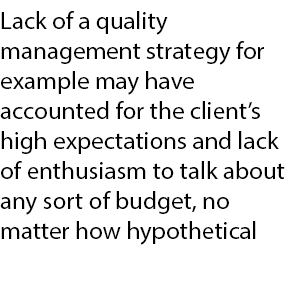 Lack of a quality
management strategy for
example may have
accounted for the client’s
high expectations and lack
of enthusiasm to talk about
any sort of budget, no
matter how hypothetical